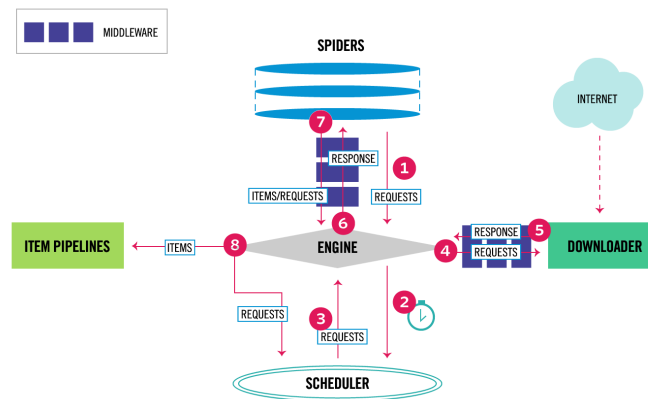 MIDDLEWARE
SPIDERS
INTERNET
7
RESPONSE
1
ITEMS/REQUESTS
REQUESTS
6
RESPONSE
5
ITEM PIPELINES
ITEMS
8
ENGINE
4
REQUESTS
DOWNLOADER
REQUESTS
3
REQUESTS
2
SCHEDULER